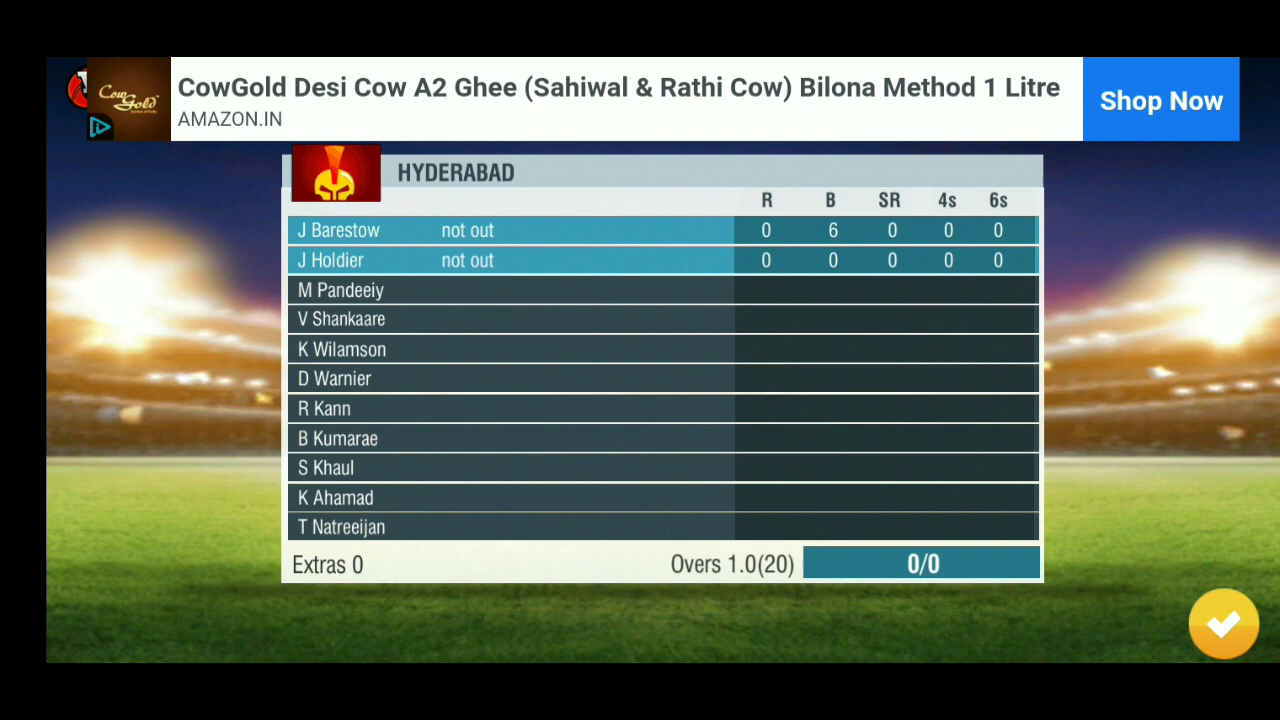 CowGold Desi Cow A2 Ghee (Sahiwal & Rathi Cow) Bilona Method 1 Litre
AMAZON.IN
Shop Now
Cow Gold
HYDERABAD
R B SR 4s 6s
J Barestow not out 0 6 0 0 0
J Holdier not out 0 0 0 0 0
M Pandeeiy
V Shankaare
K Wilamson
D Warnier
R Kann
B Kumarae
S Khaul
K Ahamad
T Natreeijan
Extras 0 Overs 1.0(20) 0/0